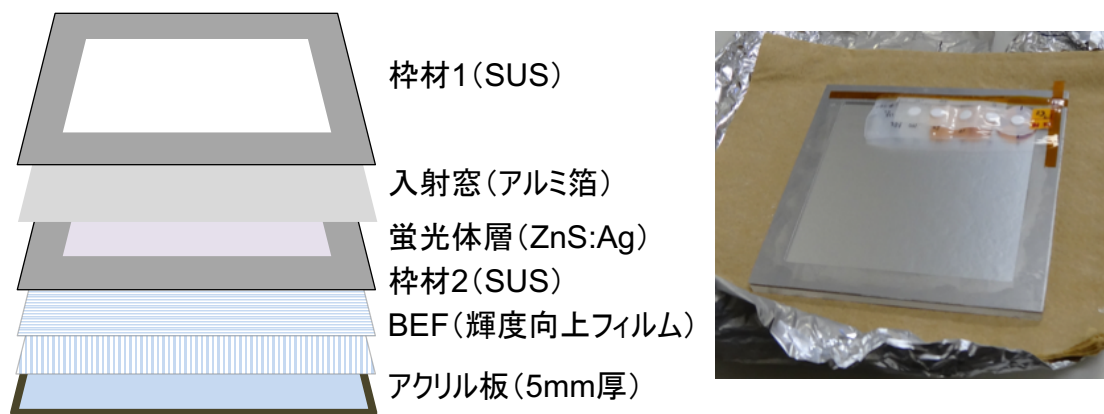 枠材1（SUS）
入射窓（アルミ箔）
蛍光体層（ZnS:Ag）
枠材2（SUS）
BEF（輝度向上フィルム）
アクリル板（5mm厚）